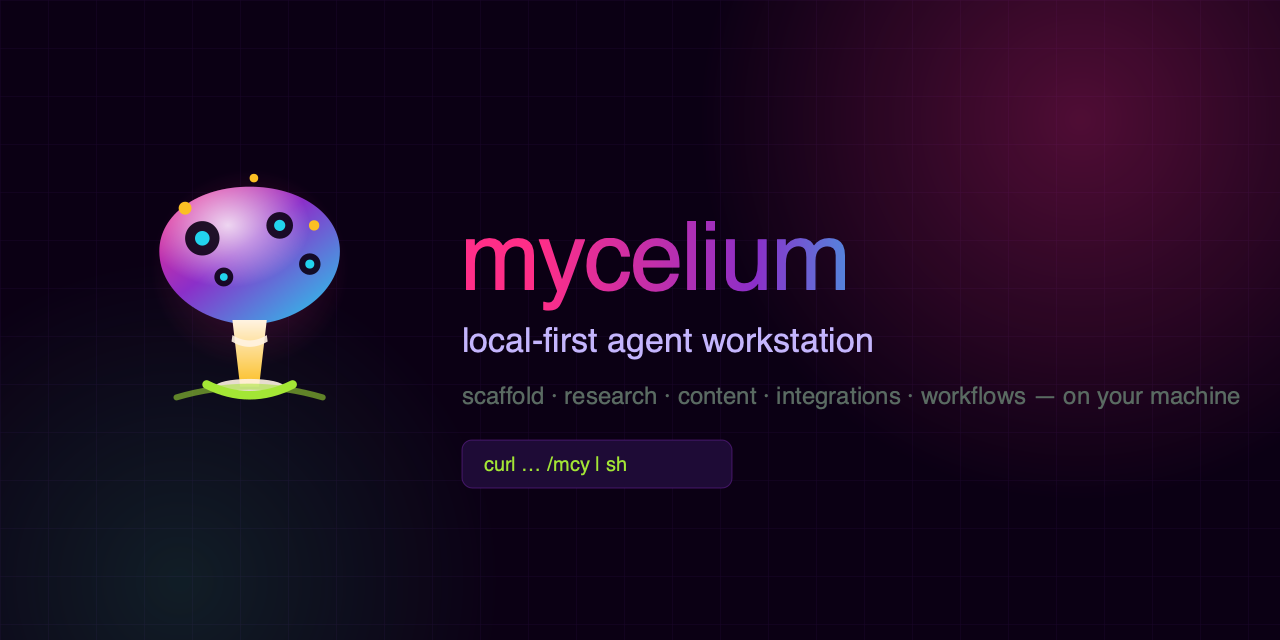 mycelium
local-first agent workstation
scaffold · research · content · integrations · workflows — on your machine
curl … /mcy | sh